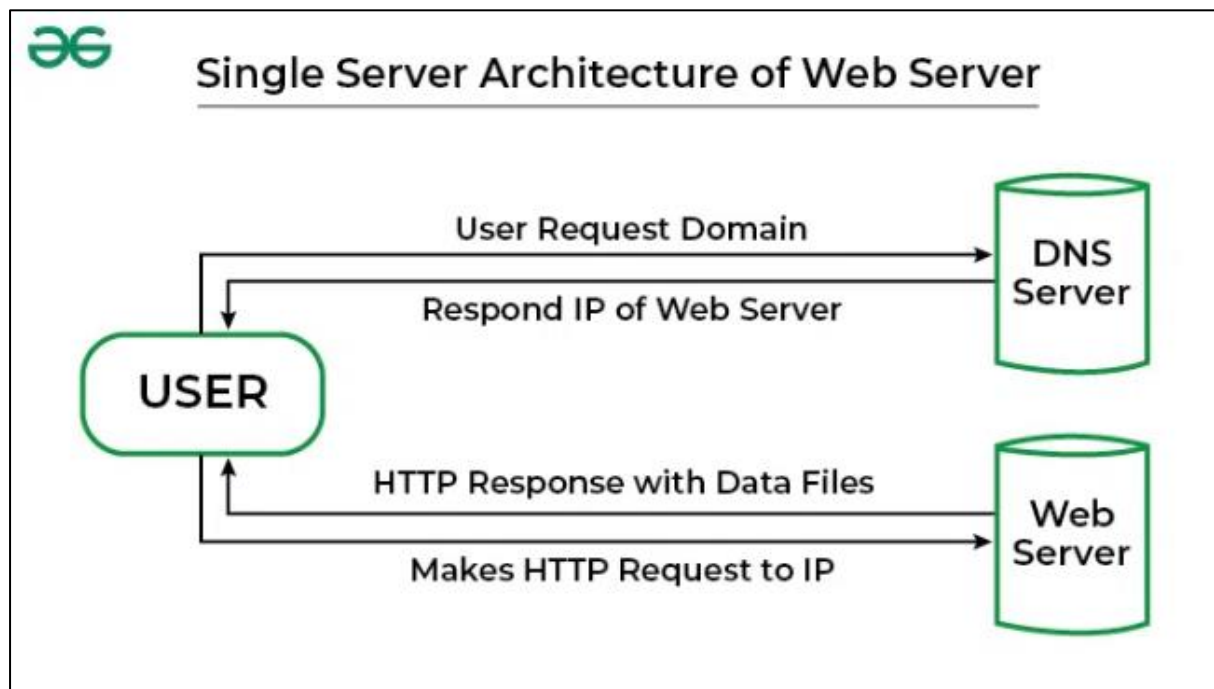 Single Server Architecture of Web Server
User Request Domain
DNS
Server
Respond IP of Web Server
USER
HTTP Response with Data Files
Web
Server
Makes HTTP Request to IP